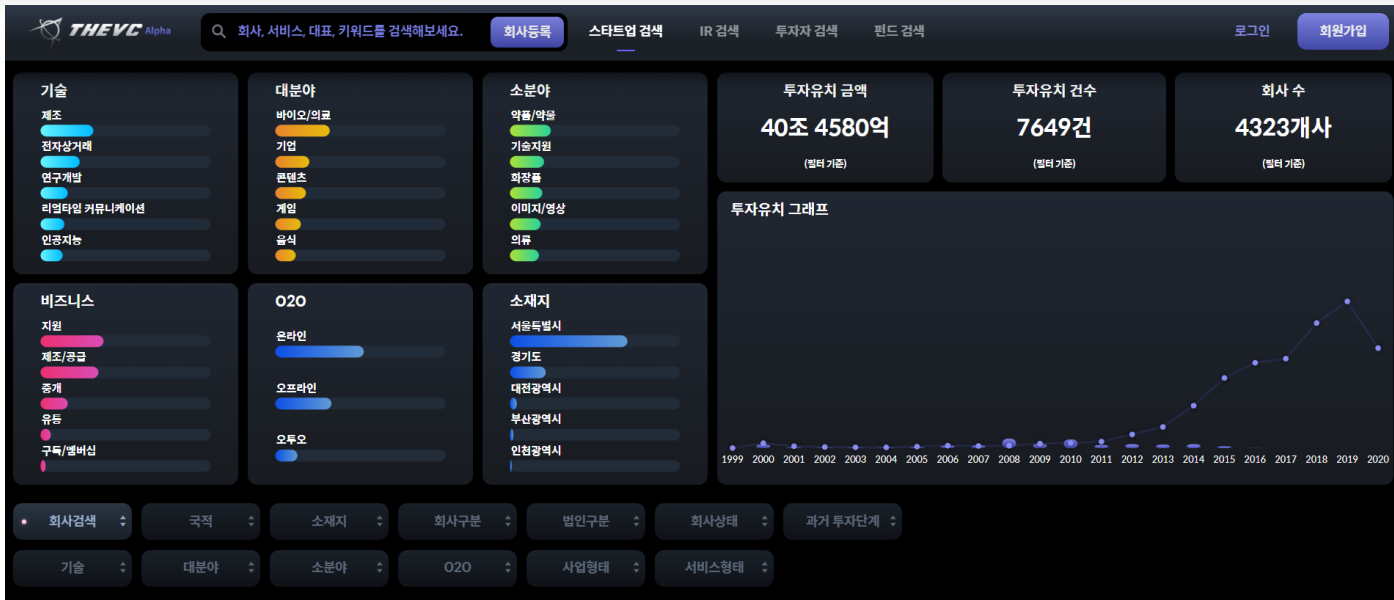 THEVC Alpha
회사, 서비스, 대표, 키워드를 검색해보세요.
회사등록
스타트업 검색
IR 검색
투자자 검색
펀드 검색
로그인
회원가입
기술
제조
전자상거래
연구개발
리얼타임 커뮤니케이션
인공지능
대분야
바이오/의료
기업
콘텐츠
게임
음식
소분야
약품/약물
기술지원
화장품
이미지/영상
의류
투자유치 금액
40조 4580억
(필터 기준)
투자유치 건수
7649건
(필터 기준)
회사 수
4323개사
(필터 기준)
비즈니스
지원
제조/공급
중개
유통
구독/멤버십
O2O
온라인
오프라인
오투오
소재지
서울특별시
경기도
대전광역시
부산광역시
인천광역시
투자유치 그래프
1999 2000 2001 2002 2003 2004 2005 2006 2007 2008 2009 2010 2011 2012 2013 2014 2015 2016 2017 2018 2019 2020
회사검색
국적
소재지
회사구분
법인구분
회사상태
과거 투자단계
기술
대분야
소분야
O2O
사업형태
서비스형태